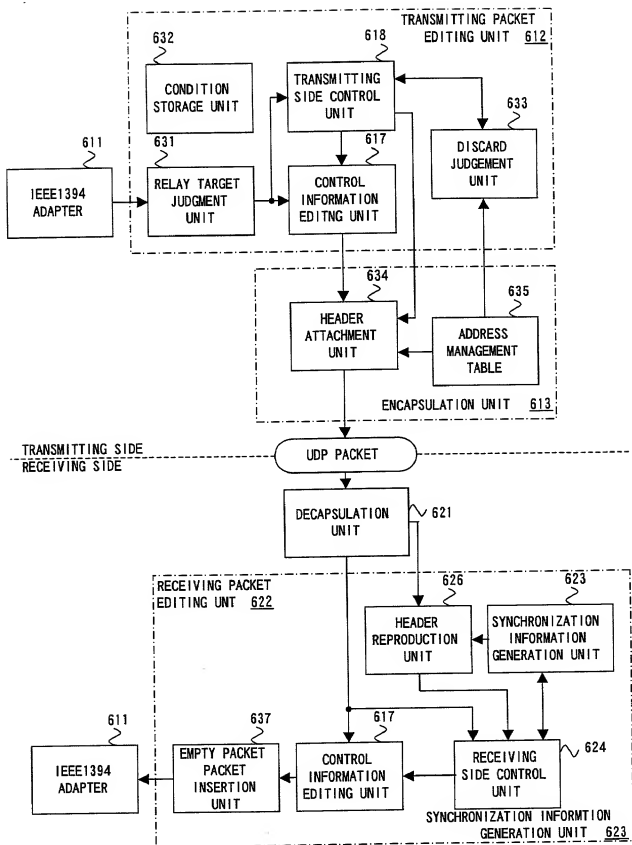 TRANSMITTING PACKET
EDITING UNIT 612
632
CONDITION
STORAGE UNIT
618
TRANSMITTING
SIDE CONTROL
UNIT
633
DISCARD
JUDGEMENT
UNIT
611
IEEE1394
ADAPTER
631
RELAY TARGET
JUDGMENT
UNIT
617
CONTROL
INFORMATION
EDITNG UNIT
634
HEADER
ATTACHMENT
UNIT
635
ADDRESS
MANAGEMENT
TABLE
ENCAPSULATION UNIT 613
TRANSMITTING SIDE
RECEIVING SIDE
UDP PACKET
DECAPSULATION
UNIT
621
RECEIVING PACKET
EDITING UNT 622
626
HEADER
REPRODUCTION
UNIT
623
SYNCHRONIZATION
INFORMATION
GENERATION UNIT
611
IEEE1394
ADAPTER
637
EMPTY PACKET
PACKET
INSERTION
UNIT
617
CONTROL
INFORMATION
EDITING UNIT
RECEIVING
SIDE CONTROL
UNIT
624
SYNCHRONIZATION INFORMTION
GENERATION UNIT 623